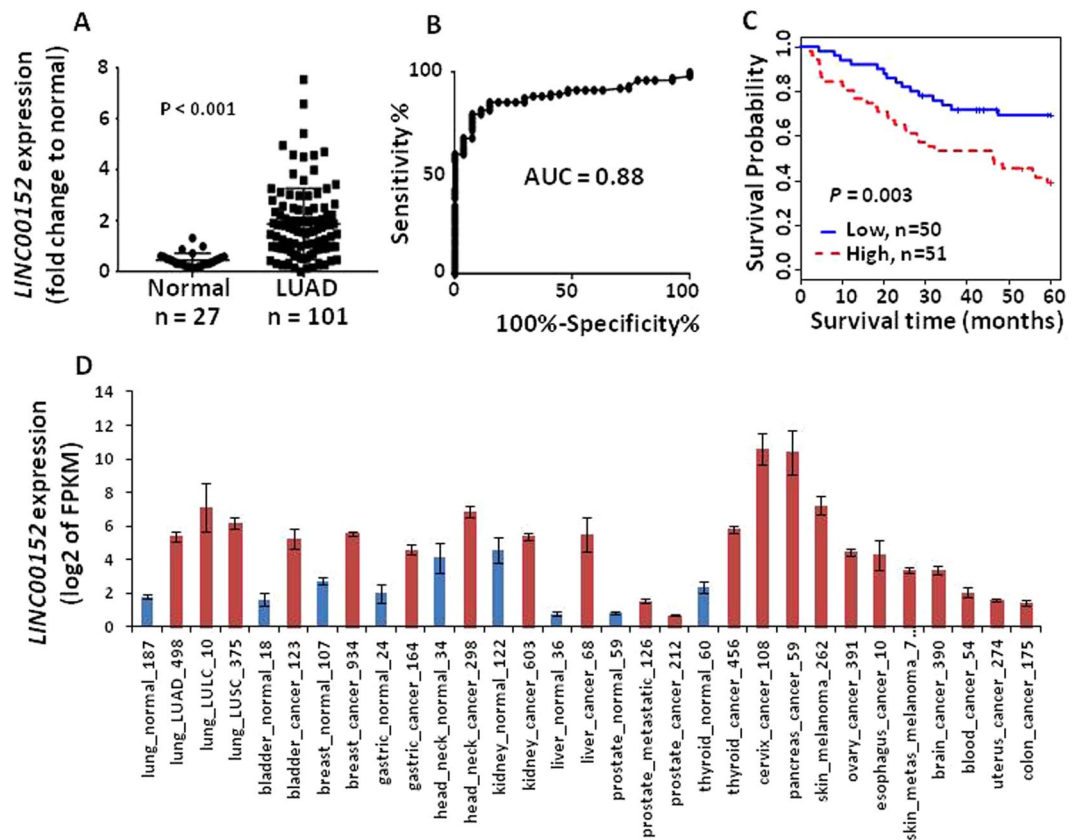 A
LINC00152 expression
(fold change to normal)
8
6
4
2
0
P < 0.001
Normal
LUAD
n = 27
n = 101
B
Sensitivity %
100
50
0
AUC = 0.88
0
50
100
100%-Specificity%
C
Survival Probability
1.0
0.8
0.6
0.4
0.2
0.0
P = 0.003
Low, n=50
High, n=51
0 10 20 30 40 50 60
Survival time (months)
D
LINC00152 expression
(log2 of FPKM)
14
12
10
8
6
4
2
0
lung_normal_187
lung_LUAD_498
lung_LULC_10
lung_LUSC_375
bladder_normal_18
bladder_cancer_123
breast_normal_107
breast_cancer_934
gastric_normal_24
gastric_cancer_164
head_neck_normal_34
head_neck_cancer_298
kidney_normal_122
kidney_cancer_603
liver_normal_36
liver_cancer_68
prostate_normal_59
prostate_metastatic_126
prostate_cancer_212
thyroid_normal_60
thyroid_cancer_456
cervix_cancer_108
pancreas_cancer_59
skin_melanoma_262
ovary_cancer_391
esophagus_cancer_10
skin_metas_melanoma_7...
brain_cancer_390
blood_cancer_54
uterus_cancer_274
colon_cancer_175